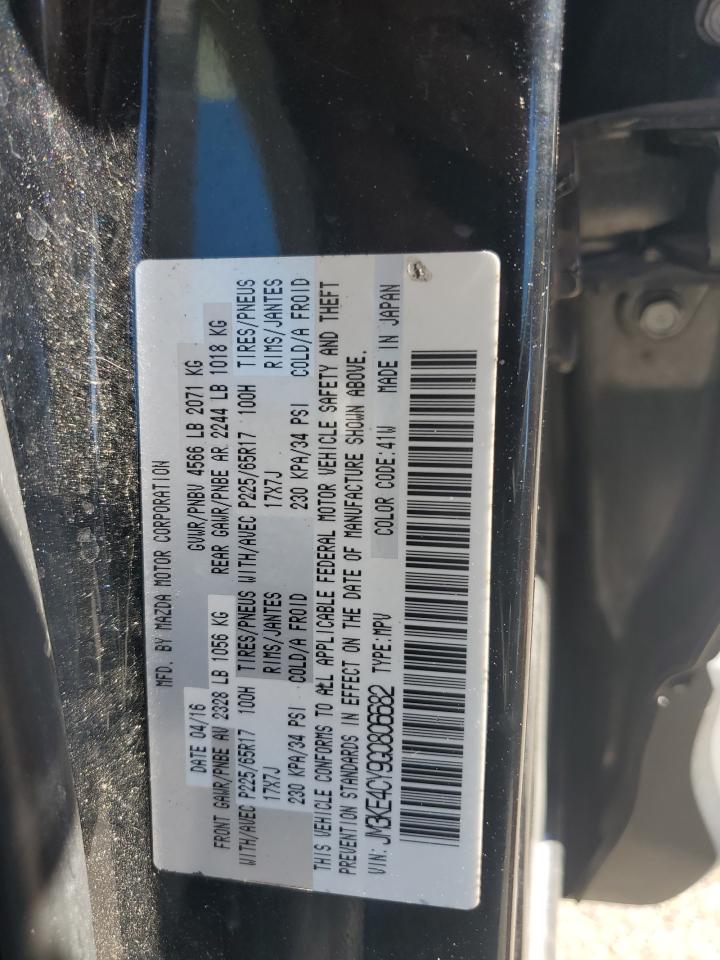 MFD. BY MAZDA MOTOR CORPORATION
DATE 04/16 GVWR/PNBV 4566 LB 2071 KG
FRONT GAWR/PNBE AV 2328 LB 1056 KG REAR GAWR/PNBE AR 2244 LB 1018 KG
WITH/AVEC P225/65R17 100H TIRES/PNEUS WITH/AVEC P225/65R17 100H TIRES/PNEUS
17X7J RIMS/JANTES 17X7J RIMS/JANTES
230 KPA/34 PSI COLD/A FROID 230 KPA/34 PSI COLD/A FROID
THIS VEHICLE CONFORMS TO ALL APPLICABLE FEDERAL MOTOR VEHICLE SAFETY AND THEFT
PREVENTION STANDARDS IN EFFECT ON THE DATE OF MANUFACTURE SHOWN ABOVE.
VIN: JM3KE4CY9G0806682 TYPE:MPV COLOR CODE:41W MADE IN JAPAN